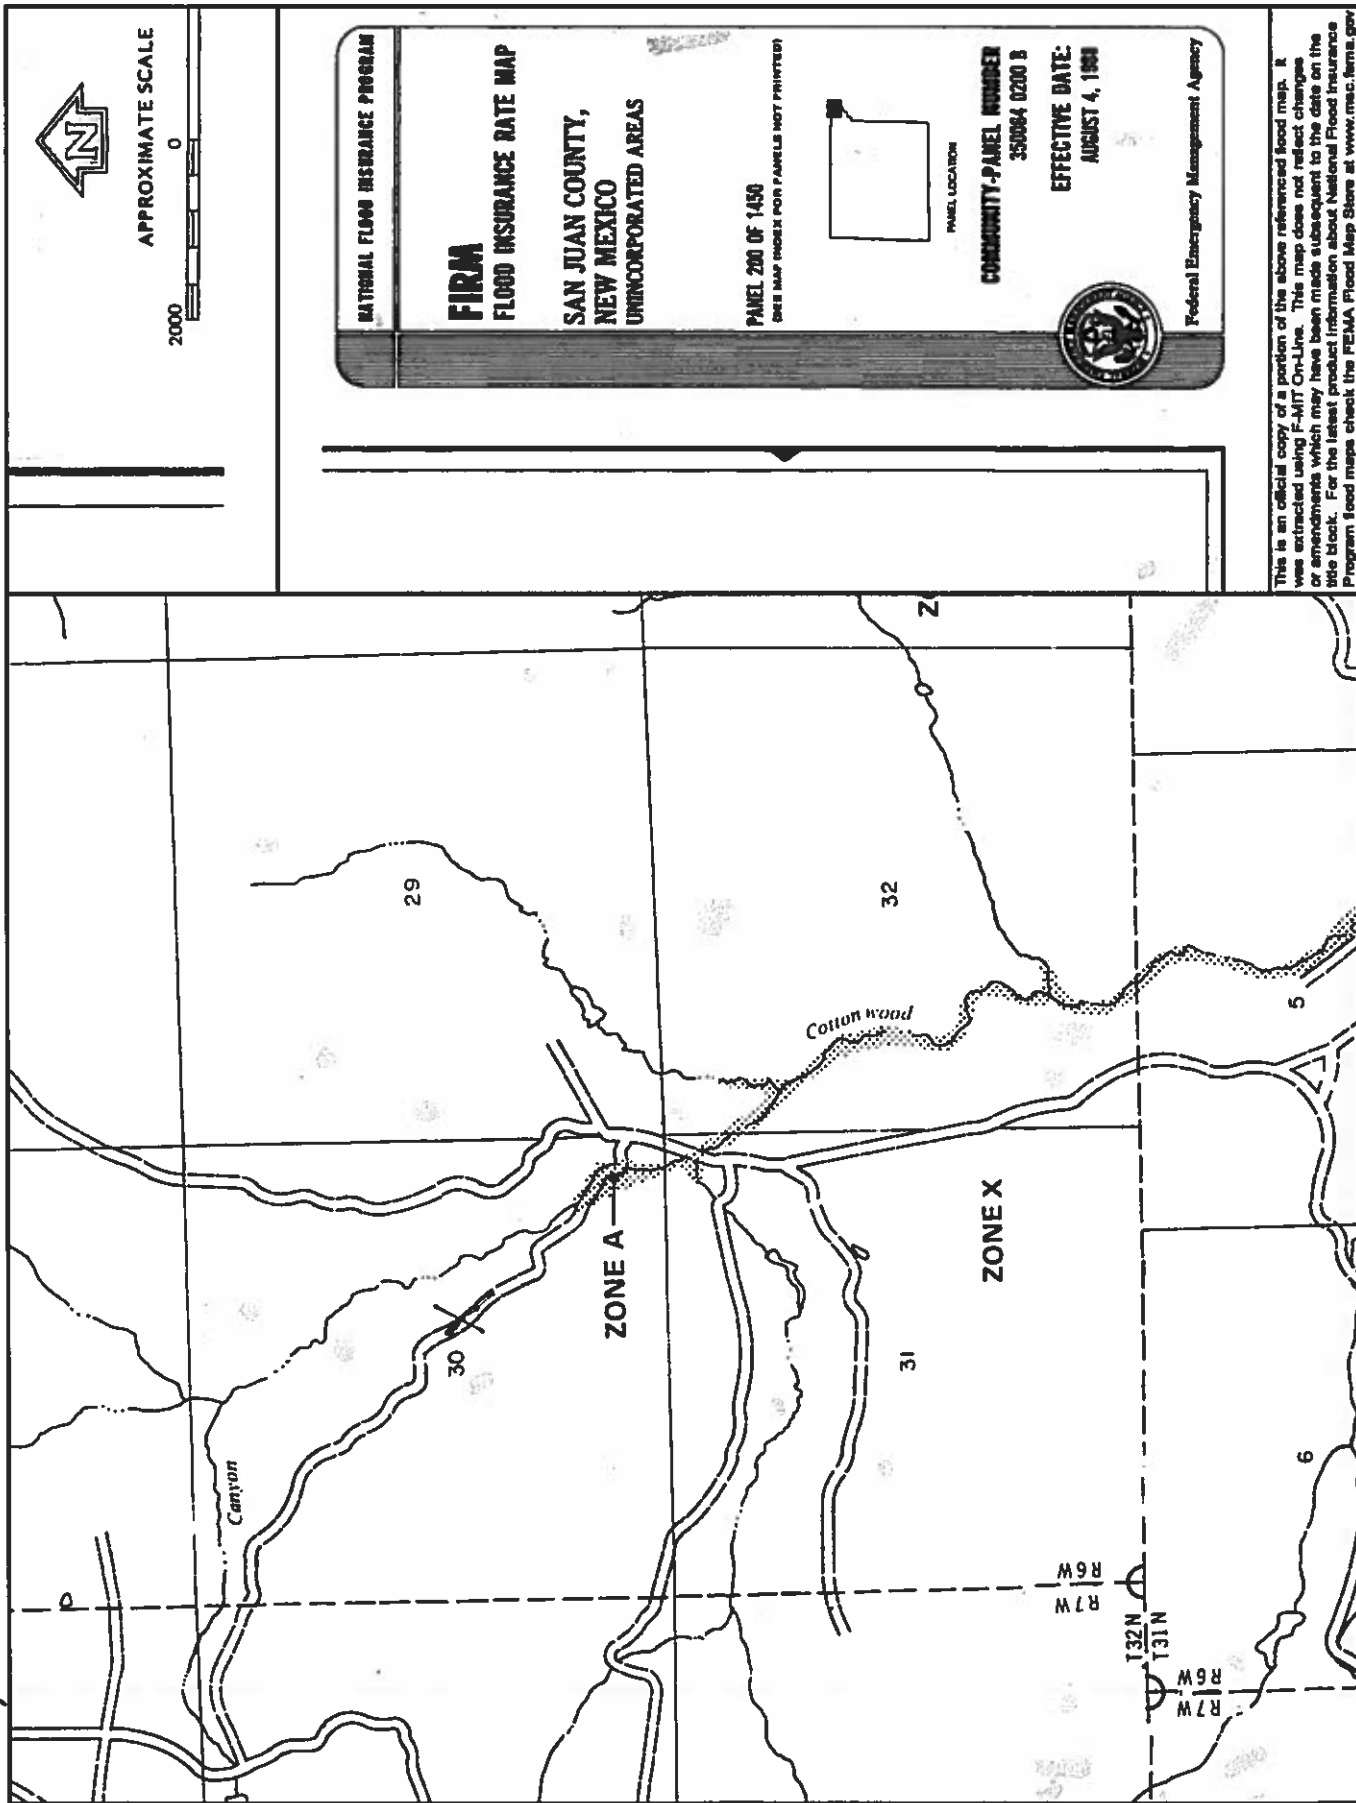 APPROXIMATE SCALE
2000 0
N
NATIONAL FLOOD INSURANCE PROGRAM
FIRM
FLOOD INSURANCE RATE MAP
SAN JUAN COUNTY,
NEW MEXICO
UNINCORPORATED AREAS
PANEL 200 OF 1450
(SEE MAP INDEX FOR PANELS NOT PRINTED)
PANEL LOCATION
COMMUNITY-PANEL NUMBER
350064 0200 B
EFFECTIVE DATE:
AUGUST 4, 1988
Federal Emergency Management Agency
This is an official copy of a portion of the above referenced flood map. It
was extracted using F-MIT On-Line. This map does not reflect changes
or amendments which may have been made subsequent to the date on the
title block. For the latest product information about National Flood Insurance
Program flood maps check the FEMA Flood Map Store at www.msc.fema.gov
Canyon
30
29
ZONE A
Cottonwood
32
ZONE X
31
5
6
R7W R6W
T32N
T31N
R7W R6W